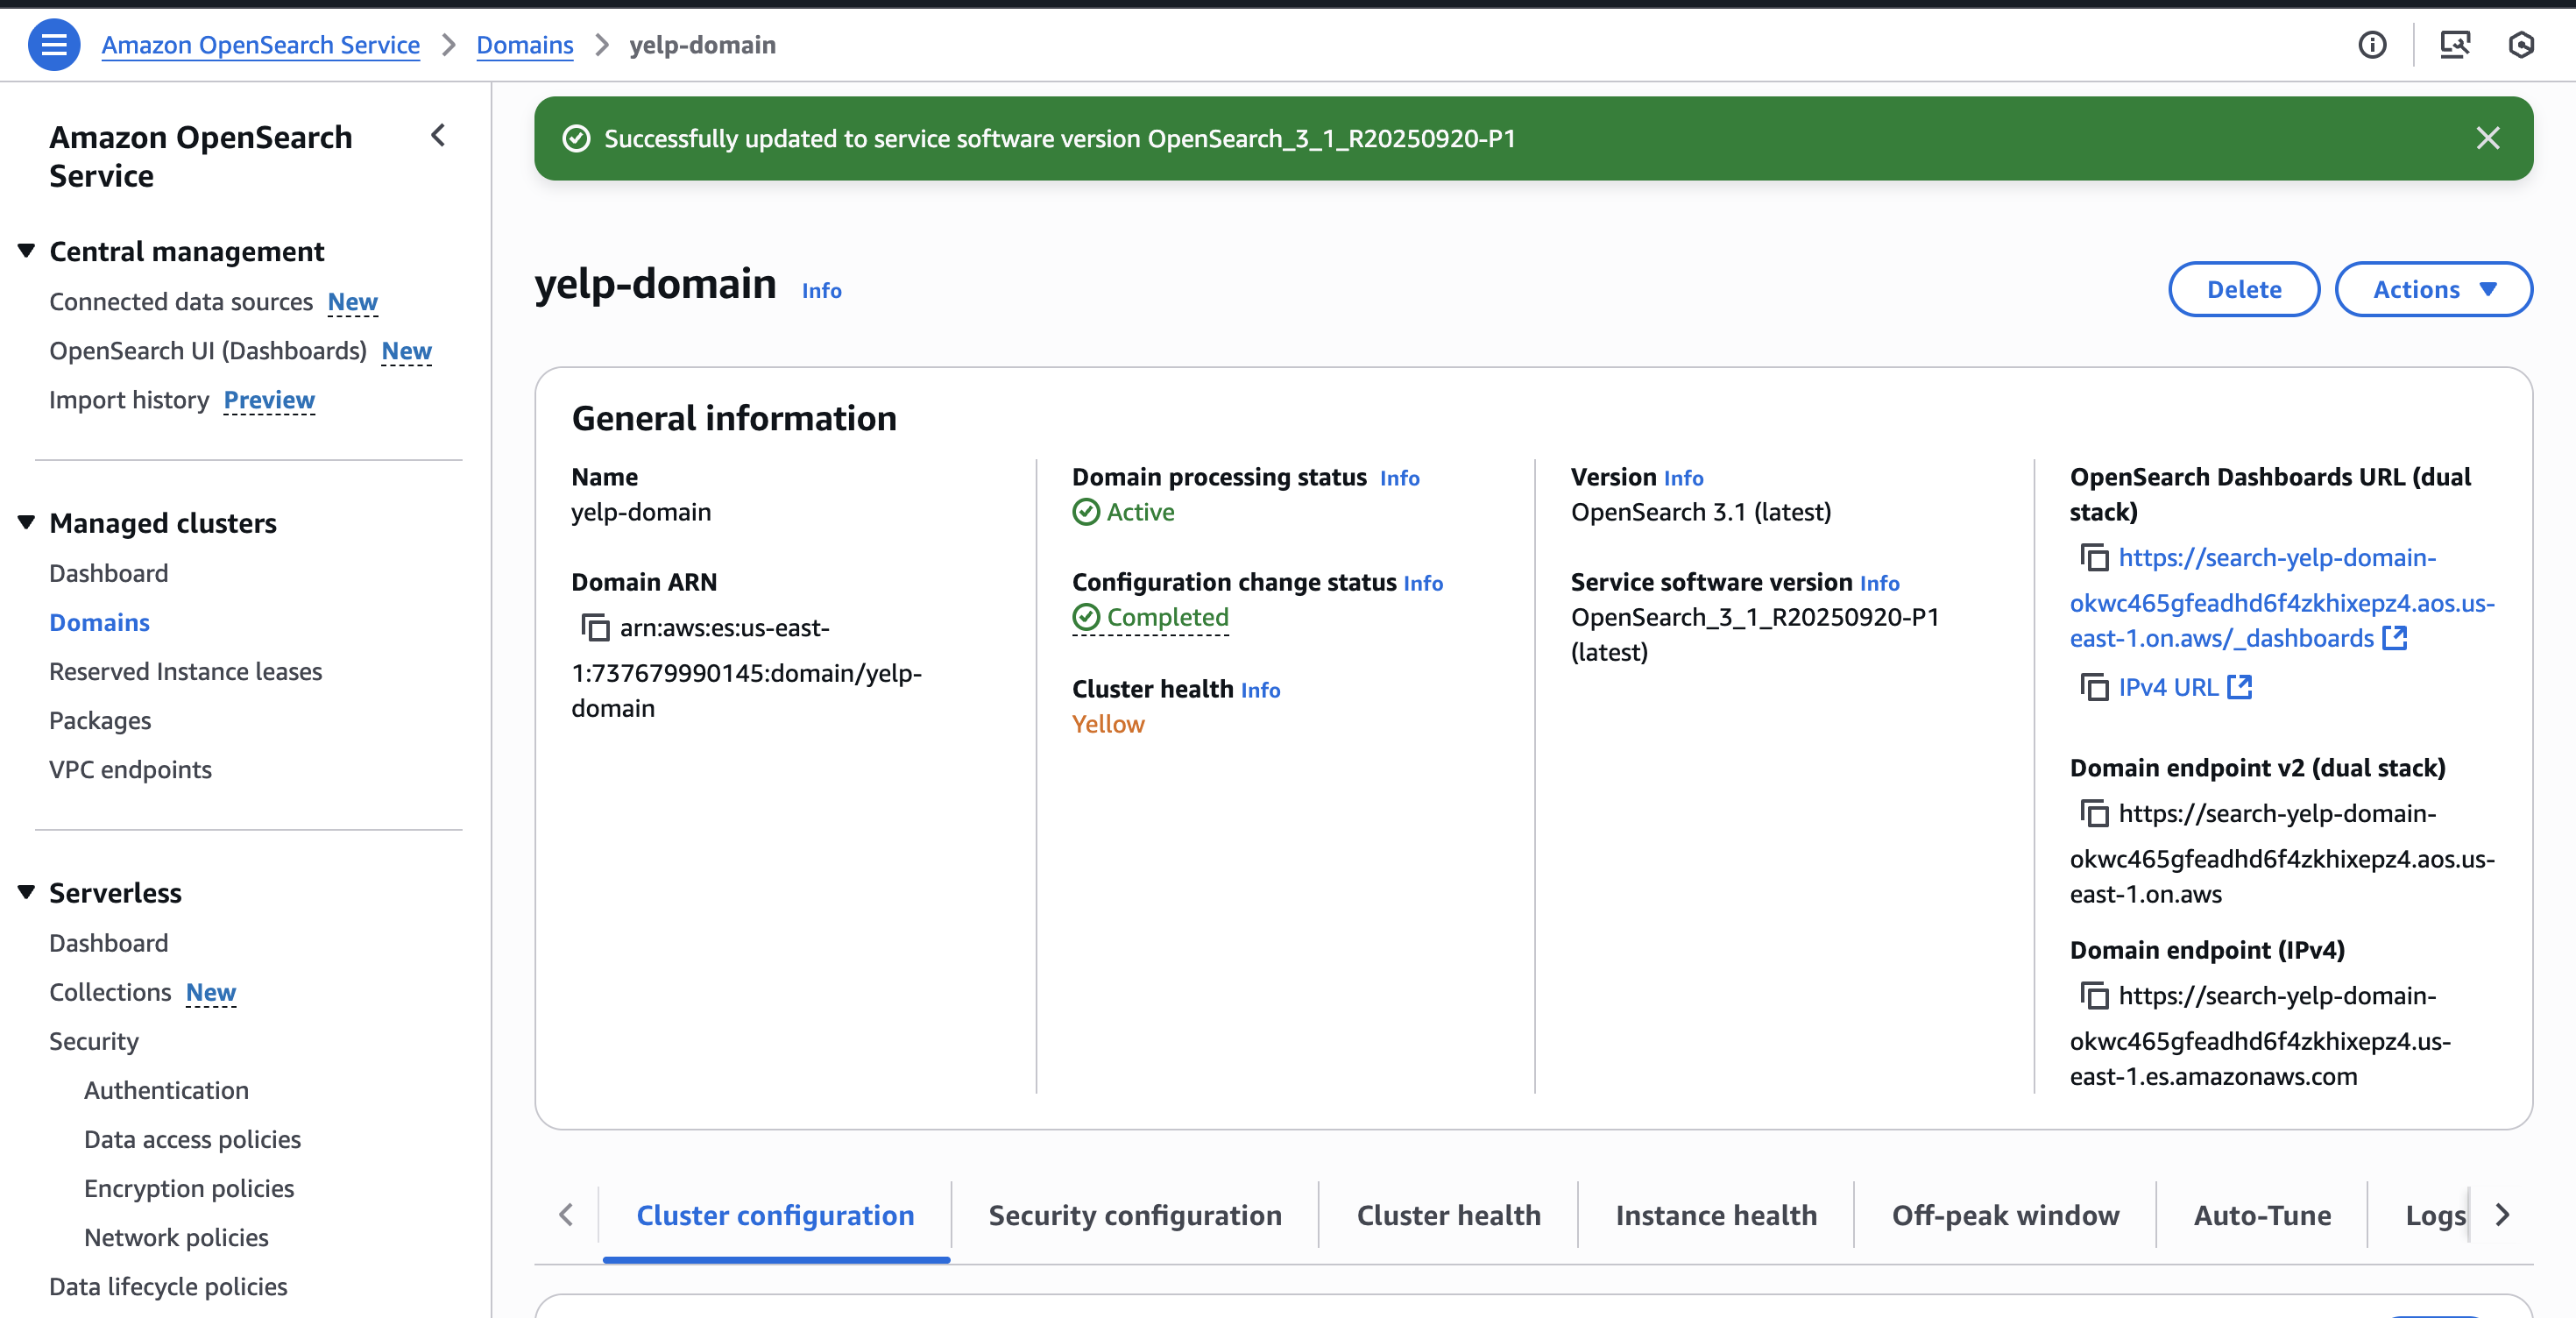 Amazon OpenSearch Service > Domains > yelp-domain
Amazon OpenSearch
Service
Central management
Connected data sources New
OpenSearch UI (Dashboards) New
Import history Preview
Managed clusters
Dashboard
Domains
Reserved Instance leases
Packages
VPC endpoints
Serverless
Dashboard
Collections New
Security
Authentication
Data access policies
Encryption policies
Network policies
Data lifecycle policies
Successfully updated to service software version OpenSearch_3_1_R20250920-P1
yelp-domain Info
Delete
Actions
General information
Name
yelp-domain
Domain ARN
arn:aws:es:us-east-
1:737679990145:domain/yelp-
domain
Domain processing status Info
Active
Configuration change status Info
Completed
Cluster health Info
Yellow
Version Info
OpenSearch 3.1 (latest)
Service software version Info
OpenSearch_3_1_R20250920-P1
(latest)
OpenSearch Dashboards URL (dual
stack)
https://search-yelp-domain-
okwc465gfeadhd6f4zkhixepz4.aos.us-
east-1.on.aws/_dashboards
IPv4 URL
Domain endpoint v2 (dual stack)
https://search-yelp-domain-
okwc465gfeadhd6f4zkhixepz4.aos.us-
east-1.on.aws
Domain endpoint (IPv4)
https://search-yelp-domain-
okwc465gfeadhd6f4zkhixepz4.us-
east-1.es.amazonaws.com
Cluster configuration
Security configuration
Cluster health
Instance health
Off-peak window
Auto-Tune
Logs